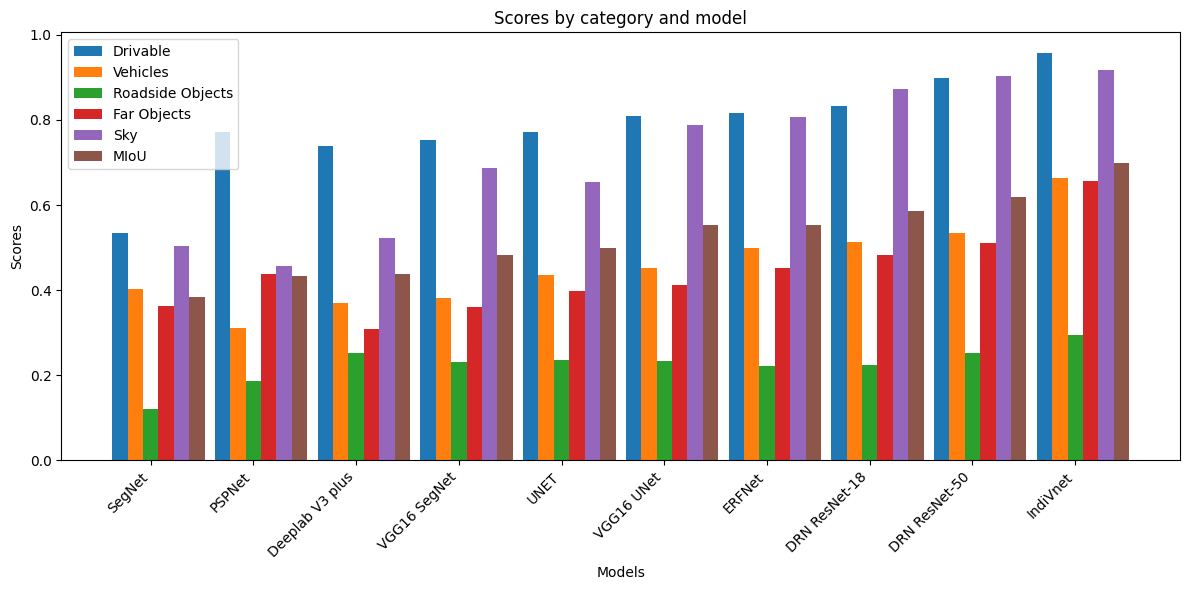 Scores by category and model
Drivable
Vehicles
Roadside Objects
Far Objects
Sky
MIoU
Scores
1.0
0.8
0.6
0.4
0.2
0.0
SegNet
PSPNet
Deeplab V3 plus
VGG16 SegNet
UNET
VGG16 UNet
ERFNet
DRN ResNet-18
DRN ResNet-50
IndiVnet
Models